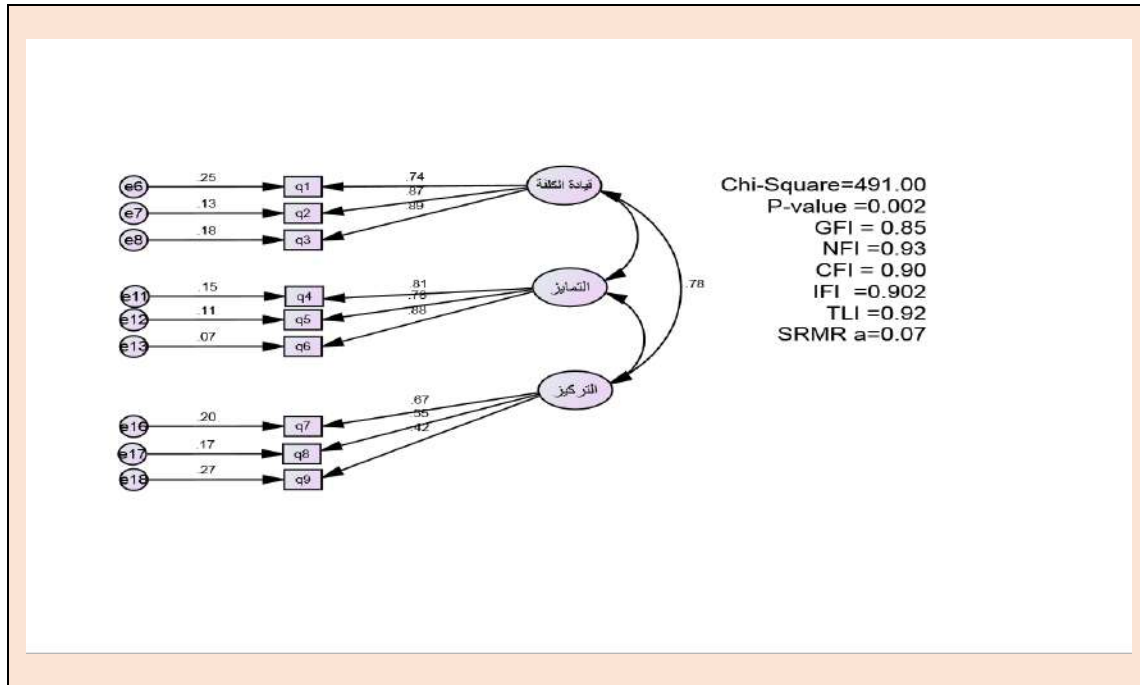 e6
.25
q1
.74
قيادة الكلفة
e7
.13
q2
.87
e8
.18
q3
.89
e11
.15
q4
.81
التمايز
e12
.11
q5
e13
.07
q6
.88
.78
التركيز
e16
.20
q7
.67
e17
.17
q8
.55
e18
.27
q9
.42
Chi-Square=491.00
P-value =0.002
GFI = 0.85
NFI =0.93
CFI = 0.90
IFI =0.902
TLI =0.92
SRMR a=0.07